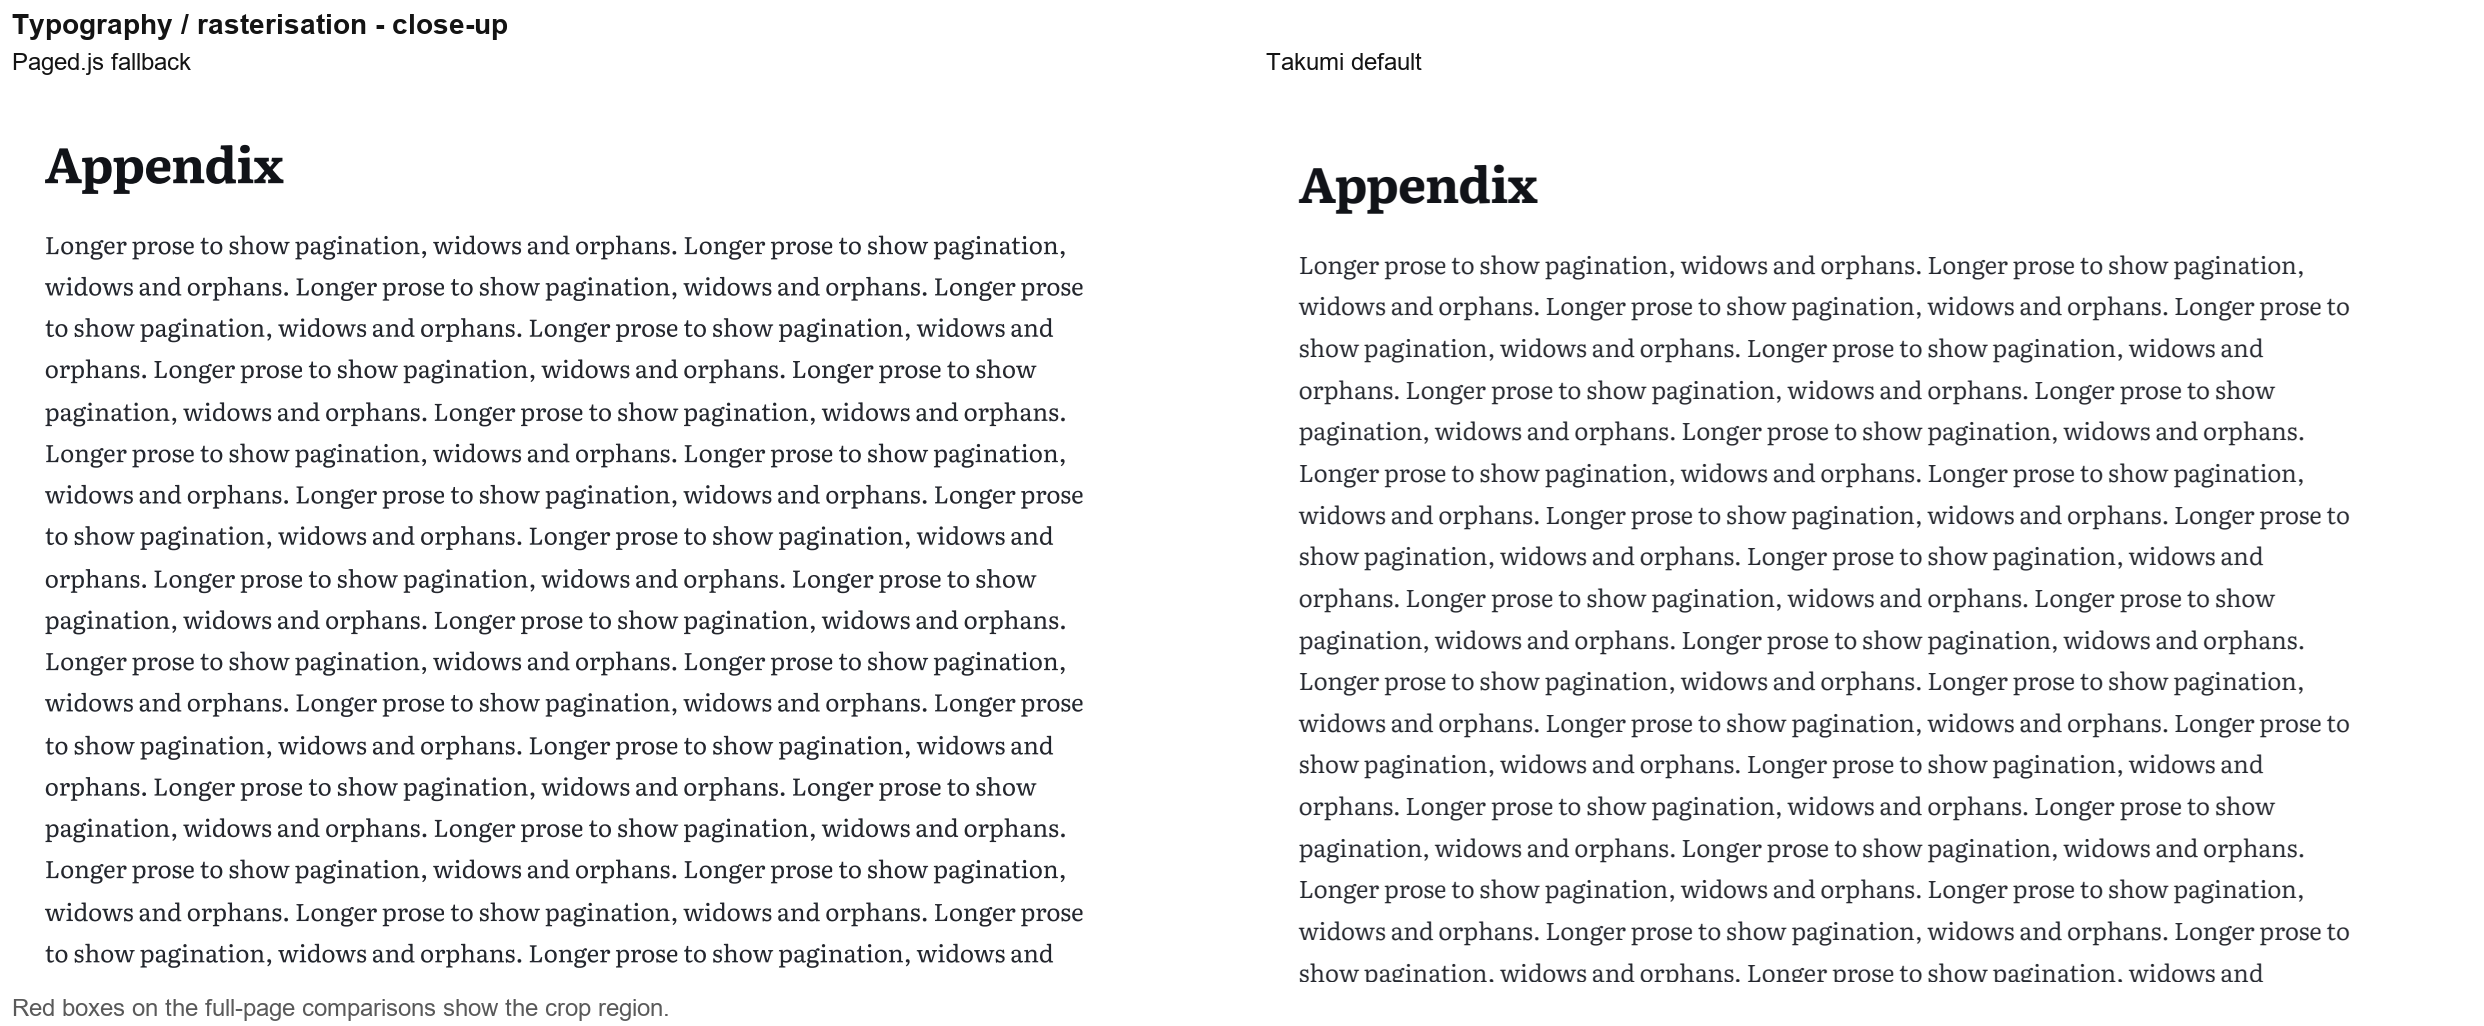 Typography / rasterisation - close-up
Paged.js fallback
Appendix
Longer prose to show pagination, widows and orphans. Longer prose to show pagination,
widows and orphans. Longer prose to show pagination, widows and orphans. Longer prose
to show pagination, widows and orphans. Longer prose to show pagination, widows and
orphans. Longer prose to show pagination, widows and orphans. Longer prose to show
pagination, widows and orphans. Longer prose to show pagination, widows and orphans.
Longer prose to show pagination, widows and orphans. Longer prose to show pagination,
widows and orphans. Longer prose to show pagination, widows and orphans. Longer prose
to show pagination, widows and orphans. Longer prose to show pagination, widows and
orphans. Longer prose to show pagination, widows and orphans. Longer prose to show
pagination, widows and orphans. Longer prose to show pagination, widows and orphans.
Longer prose to show pagination, widows and orphans. Longer prose to show pagination,
widows and orphans. Longer prose to show pagination, widows and orphans. Longer prose
to show pagination, widows and orphans. Longer prose to show pagination, widows and
orphans. Longer prose to show pagination, widows and orphans. Longer prose to show
pagination, widows and orphans. Longer prose to show pagination, widows and orphans.
Longer prose to show pagination, widows and orphans. Longer prose to show pagination,
widows and orphans. Longer prose to show pagination, widows and orphans. Longer prose
to show pagination, widows and orphans. Longer prose to show pagination, widows and
Takumi default
Appendix
Longer prose to show pagination, widows and orphans. Longer prose to show pagination,
widows and orphans. Longer prose to show pagination, widows and orphans. Longer prose to
show pagination, widows and orphans. Longer prose to show pagination, widows and
orphans. Longer prose to show pagination, widows and orphans. Longer prose to show
pagination, widows and orphans. Longer prose to show pagination, widows and orphans.
Longer prose to show pagination, widows and orphans. Longer prose to show pagination,
widows and orphans. Longer prose to show pagination, widows and orphans. Longer prose to
show pagination, widows and orphans. Longer prose to show pagination, widows and
orphans. Longer prose to show pagination, widows and orphans. Longer prose to show
pagination, widows and orphans. Longer prose to show pagination, widows and orphans.
Longer prose to show pagination, widows and orphans. Longer prose to show pagination,
widows and orphans. Longer prose to show pagination, widows and orphans. Longer prose to
show pagination, widows and orphans. Longer prose to show pagination, widows and
orphans. Longer prose to show pagination, widows and orphans. Longer prose to show
pagination, widows and orphans. Longer prose to show pagination, widows and orphans.
Longer prose to show pagination, widows and orphans. Longer prose to show pagination,
widows and orphans. Longer prose to show pagination, widows and orphans. Longer prose to
show pagination, widows and orphans. Longer prose to show pagination, widows and
Red boxes on the full-page comparisons show the crop region.